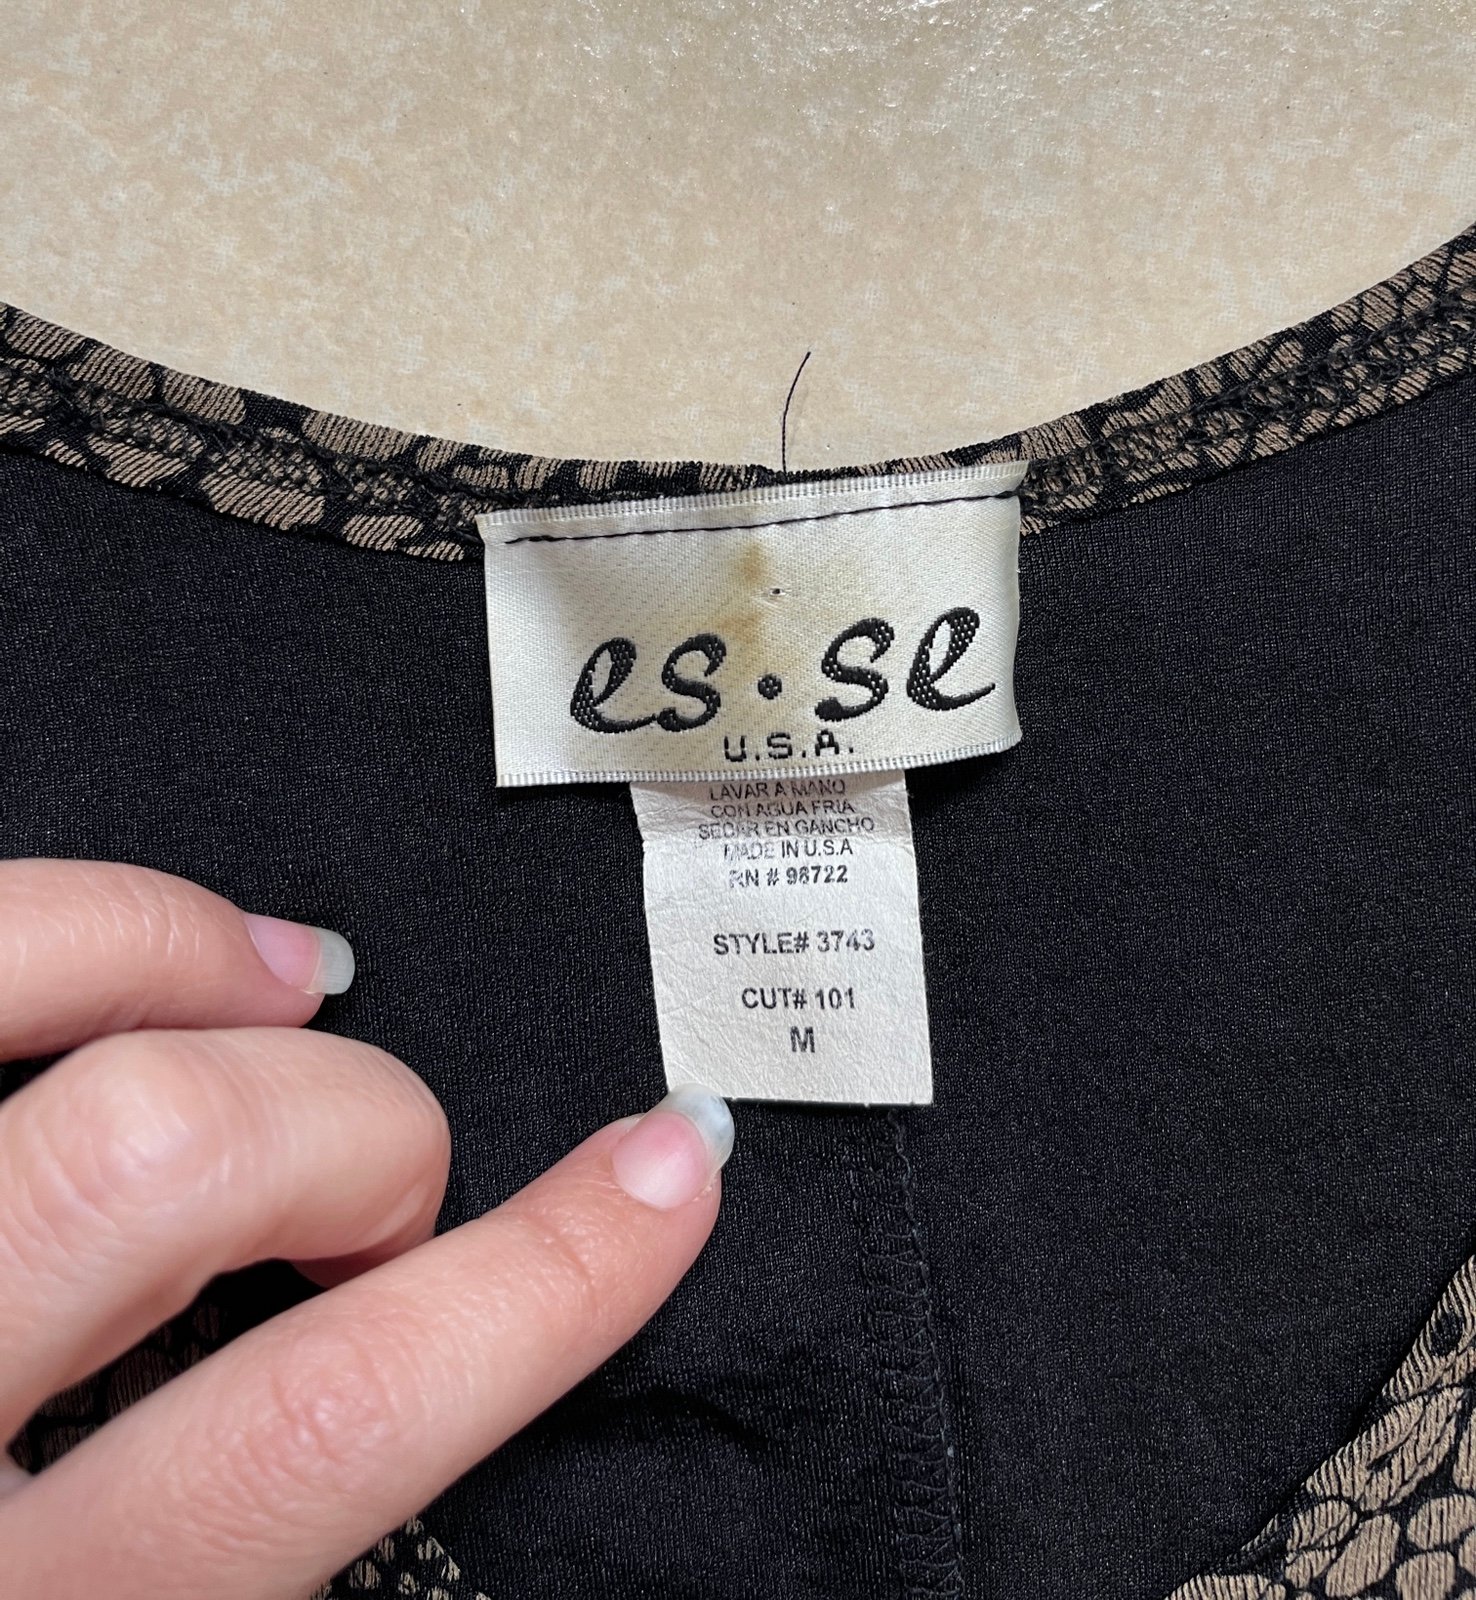 es • se
U.S.A.
LAVAR A MANO
CON AGUA FRIA
SECAR EN GANCHO
MADE IN U.S.A
RN # 98722
STYLE# 3743
CUT# 101
M